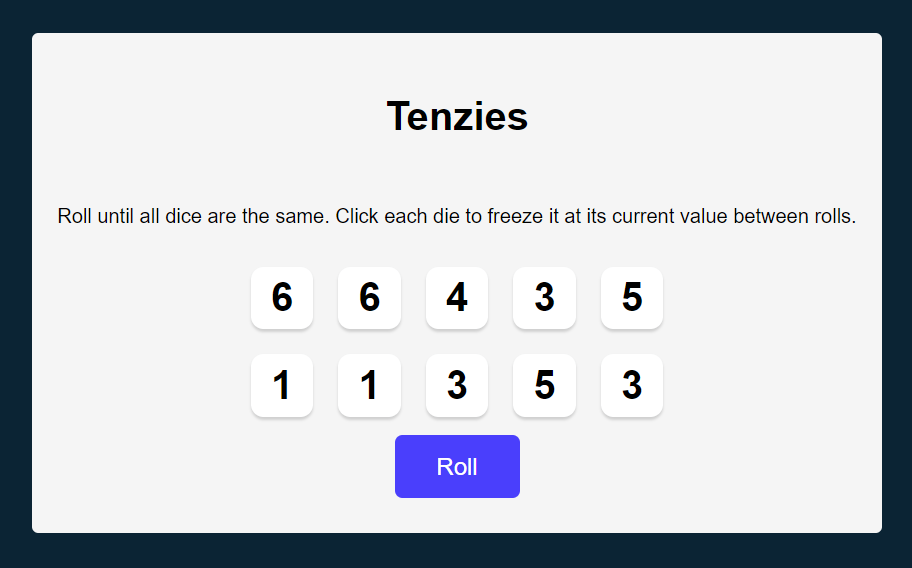 Tenzies
Roll until all dice are the same. Click each die to freeze it at its current value between rolls.
6 6 4 3 5
1 1 3 5 3
Roll